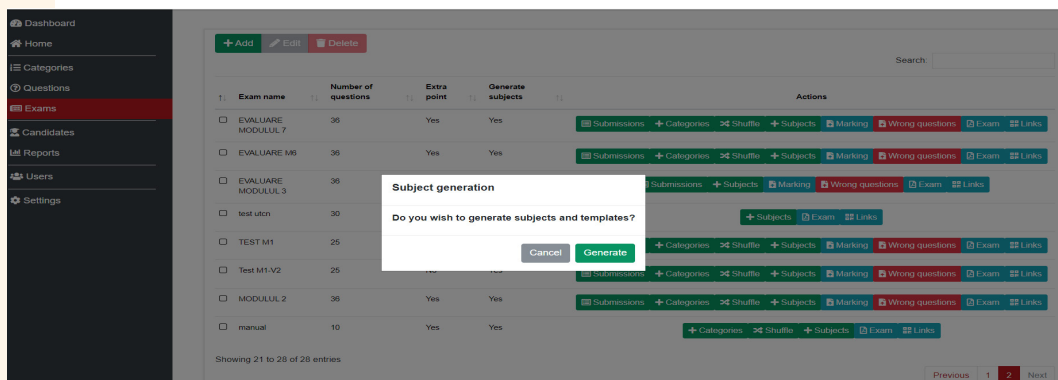 Dashboard
Home
Categories
Questions
Exams
Candidates
Reports
Users
Settings
Add Edit Delete
Search:
Exam name Number of questions Extra point Generate subjects Actions
EVALUARE MODULUL 7 36 Yes Yes Submissions Categories Shuffle Subjects Marking Wrong questions Exam Links
EVALUARE M6 36 Yes Yes Submissions Categories Shuffle Subjects Marking Wrong questions Exam Links
EVALUARE MODULUL 3 36 Submissions Subjects Marking Wrong questions Exam Links
test utcn 30 Subjects Exam Links
TEST M1 25 Categories Shuffle Subjects Marking Wrong questions Exam Links
Test M1-V2 25 No Yes Submissions Categories Shuffle Subjects Marking Wrong questions Exam Links
MODULUL 2 36 Yes Yes Submissions Categories Shuffle Subjects Marking Wrong questions Exam Links
manual 10 Yes Yes Categories Shuffle Subjects Exam Links
Subject generation
Do you wish to generate subjects and templates?
Cancel Generate
Showing 21 to 28 of 28 entries
Previous 1 2 Next